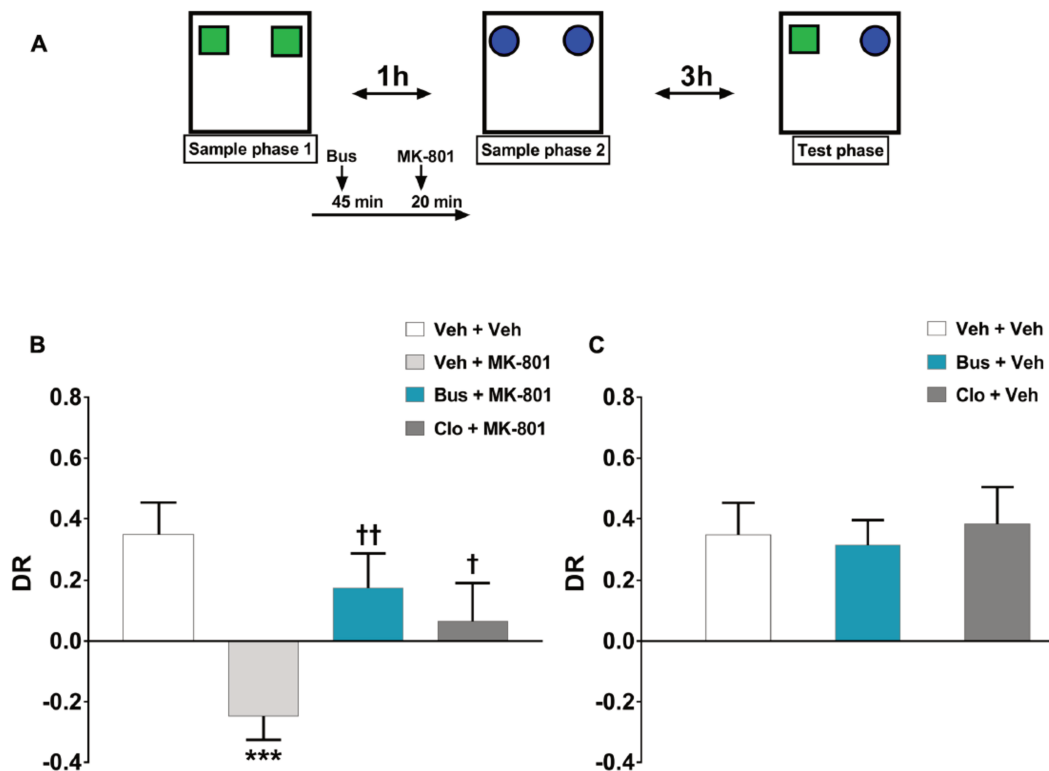 A
1h
3h
Sample phase 1
Sample phase 2
Test phase
Bus
MK-801
45 min
20 min
B
Veh + Veh
Veh + MK-801
Bus + MK-801
Clo + MK-801
DR
0.8
0.6
0.4
0.2
0.0
-0.2
-0.4
***
††
†
C
Veh + Veh
Bus + Veh
Clo + Veh
DR
0.8
0.6
0.4
0.2
0.0
-0.2
-0.4